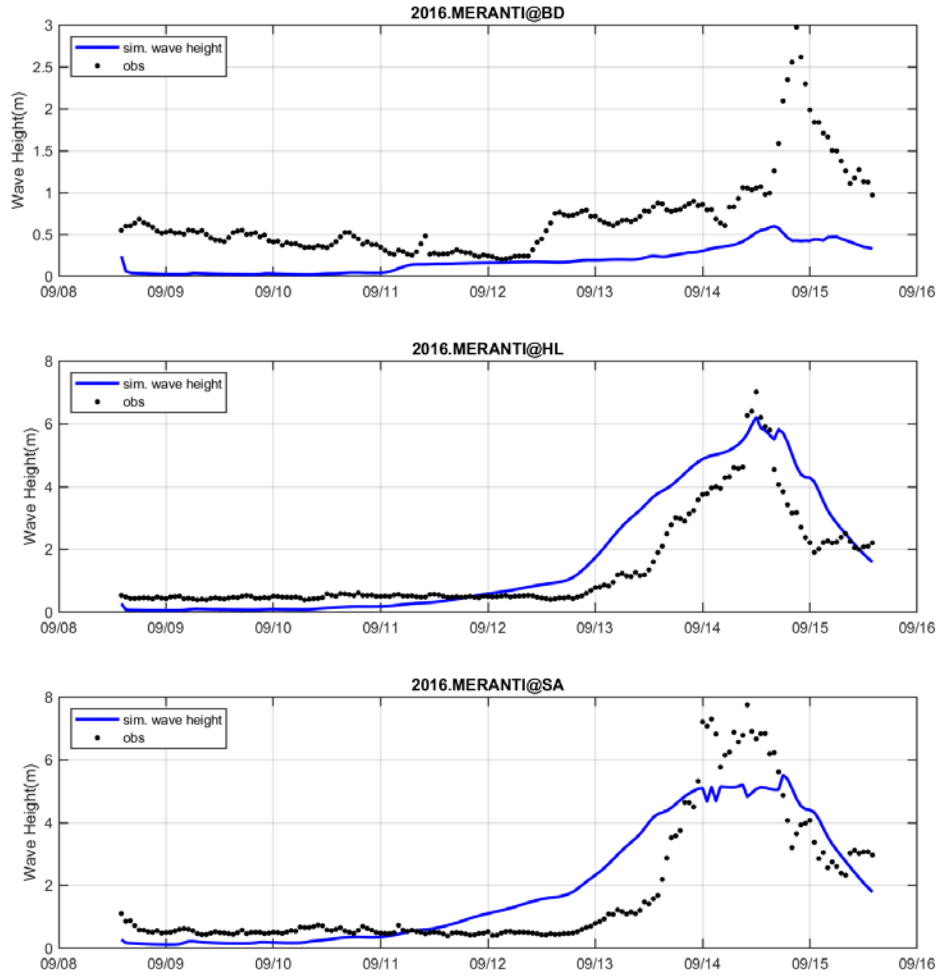 2016.MERANTI@BD
sim. wave height
obs
Wave Height(m)
3
2.5
2
1.5
1
0.5
0
09/08 09/09 09/10 09/11 09/12 09/13 09/14 09/15 09/16
2016.MERANTI@HL
sim. wave height
obs
Wave Height(m)
8
6
4
2
0
09/08 09/09 09/10 09/11 09/12 09/13 09/14 09/15 09/16
2016.MERANTI@SA
sim. wave height
obs
Wave Height(m)
8
6
4
2
0
09/08 09/09 09/10 09/11 09/12 09/13 09/14 09/15 09/16